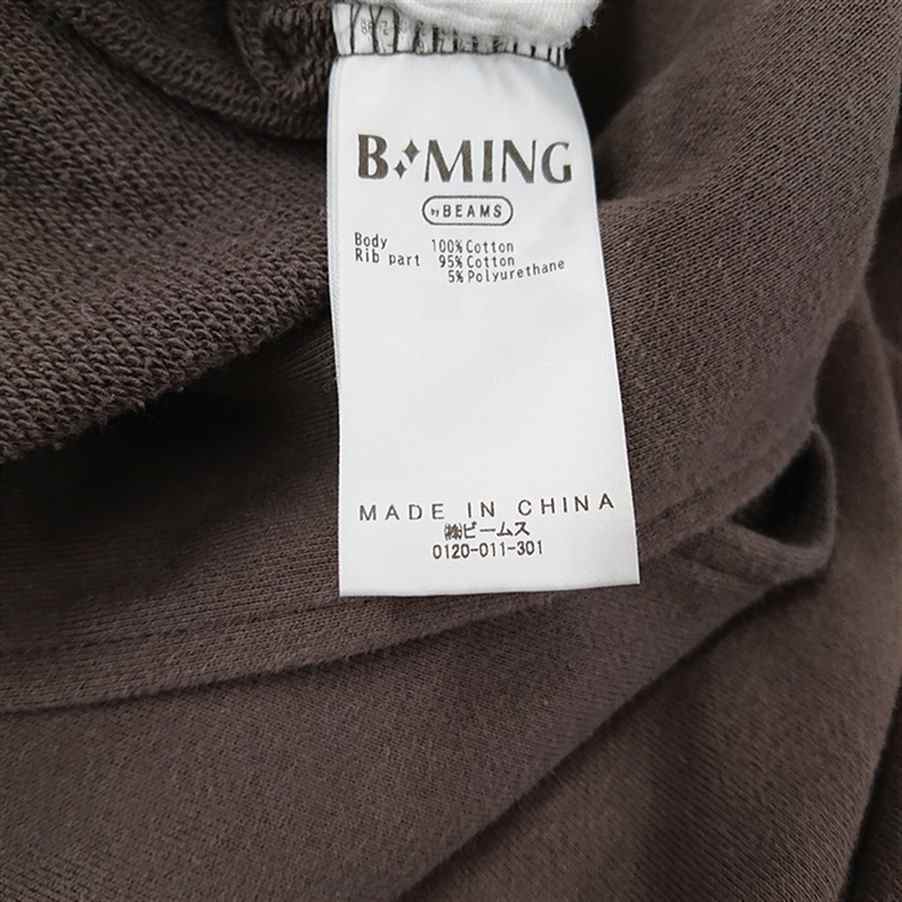 B:MING
by BEAMS
Body 100% Cotton
Rib part 95% Cotton
5% Polyurethane
MADE IN CHINA
㈱ビームス
0120-011-301